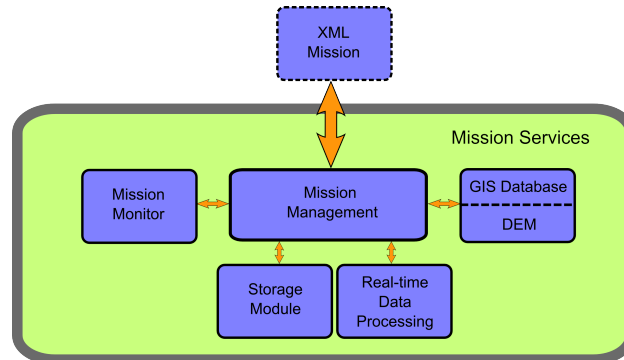 XML
Mission
Mission Services
Mission
Monitor
Mission
Management
GIS Database
DEM
Storage
Module
Real-time
Data
Processing